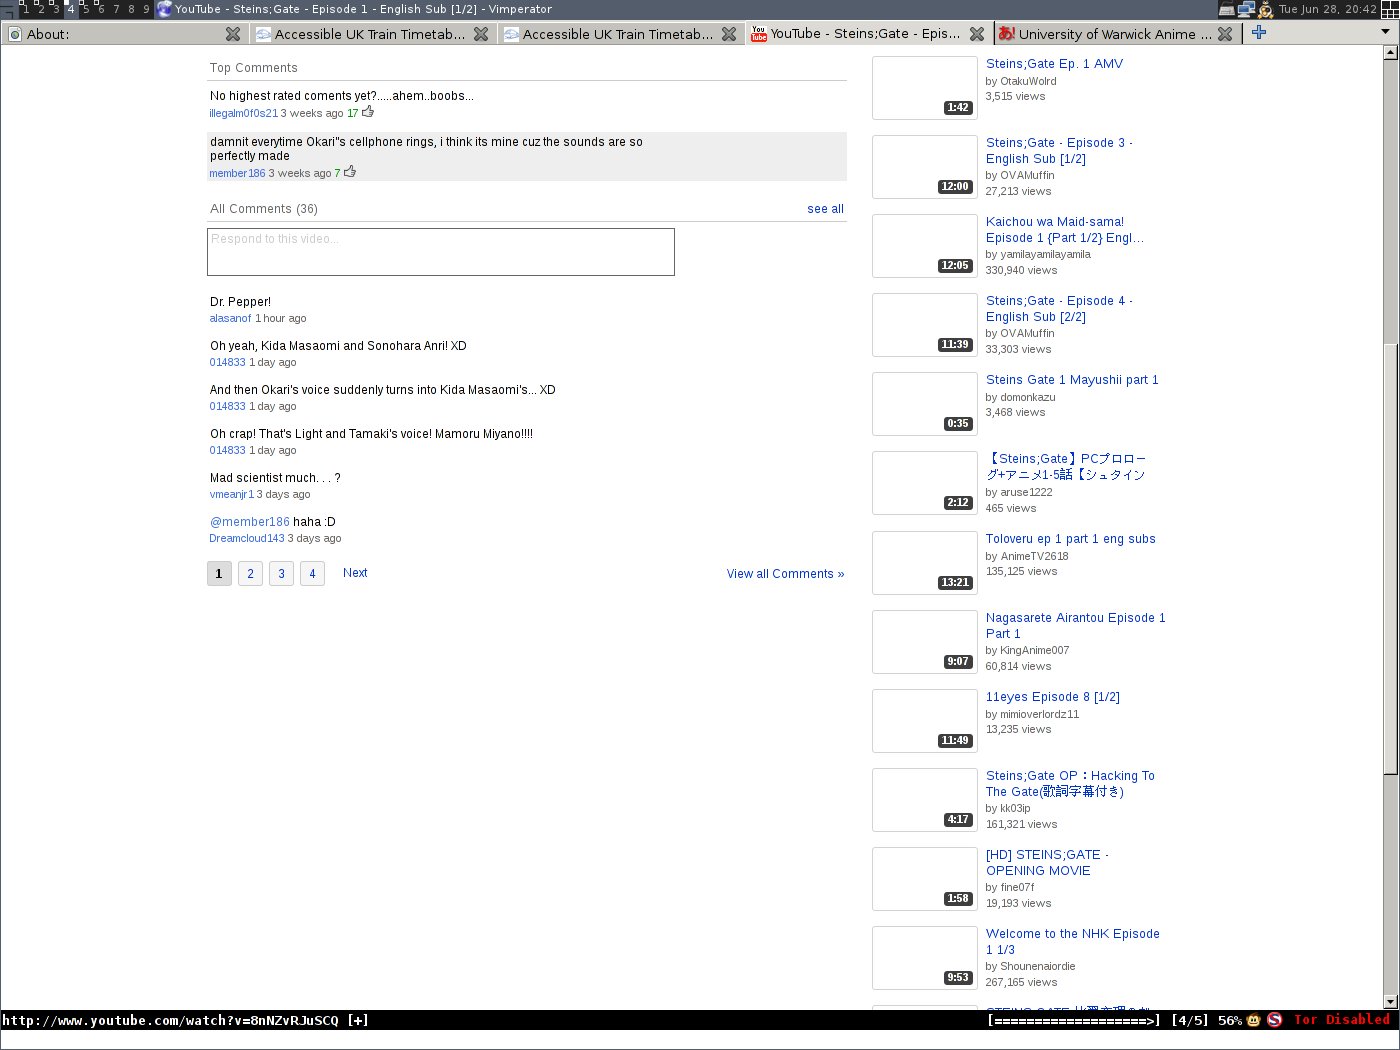 1 2 3 4 5 6 7 8 9 YouTube - Steins;Gate - Episode 1 - English Sub [1/2] - Vimperator Tue Jun 28, 20:42
About: Accessible UK Train Timetab... Accessible UK Train Timetab... YouTube - Steins;Gate - Epis... University of Warwick Anime ...
Top Comments
No highest rated coments yet?.....ahem..boobs...
illegalm0f0s21 3 weeks ago 17
damnit everytime Okari"s cellphone rings, i think its mine cuz the sounds are so
perfectly made
member186 3 weeks ago 7
All Comments (36) see all
Respond to this video...
Dr. Pepper!
alasanof 1 hour ago
Oh yeah, Kida Masaomi and Sonohara Anri! XD
014833 1 day ago
And then Okari's voice suddenly turns into Kida Masaomi's... XD
014833 1 day ago
Oh crap! That's Light and Tamaki's voice! Mamoru Miyano!!!!
014833 1 day ago
Mad scientist much. . . ?
vmeanjr1 3 days ago
@member186 haha :D
Dreamcloud143 3 days ago
1 2 3 4 Next View all Comments »
1:42
Steins;Gate Ep. 1 AMV
by OtakuWolrd
3,515 views
12:00
Steins;Gate - Episode 3 -
English Sub [1/2]
by OVAMuffin
27,213 views
12:05
Kaichou wa Maid-sama!
Episode 1 {Part 1/2} Engl...
by yamilayamilayamila
330,940 views
11:39
Steins;Gate - Episode 4 -
English Sub [2/2]
by OVAMuffin
33,303 views
0:35
Steins Gate 1 Mayushii part 1
by domonkazu
3,468 views
2:12
【Steins;Gate】PCプロロー
グ+アニメ1-5話【シュタイン
by aruse1222
465 views
13:21
Toloveru ep 1 part 1 eng subs
by AnimeTV2618
135,125 views
9:07
Nagasarete Airantou Episode 1
Part 1
by KingAnime007
60,814 views
11:49
11eyes Episode 8 [1/2]
by mimioverlordz11
13,235 views
4:17
Steins;Gate OP：Hacking To
The Gate(歌詞字幕付き)
by kk03ip
161,321 views
1:58
[HD] STEINS;GATE -
OPENING MOVIE
by fine07f
19,193 views
9:53
Welcome to the NHK Episode
1 1/3
by Shounenaiordie
267,165 views
http://www.youtube.com/watch?v=8nNZvRJuSCQ [+] [===================>] [4/5] 56% Tor Disabled